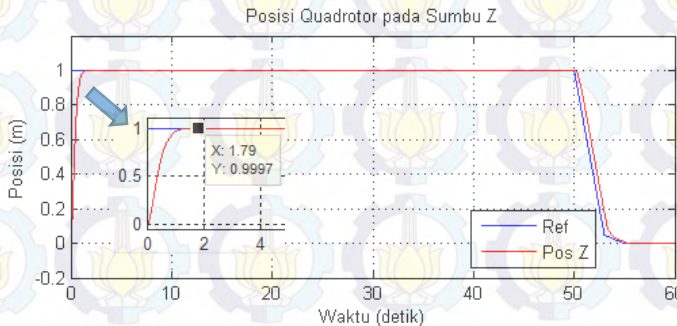 Posisi Quadrotor pada Sumbu Z
Posisi (m)
1
0.8
0.6
0.4
0.2
0
-0.2
1
0.5
0
0 2 4
X: 1.79
Y: 0.9997
Ref
Pos Z
0 10 20 30 40 50 60
Waktu (detik)